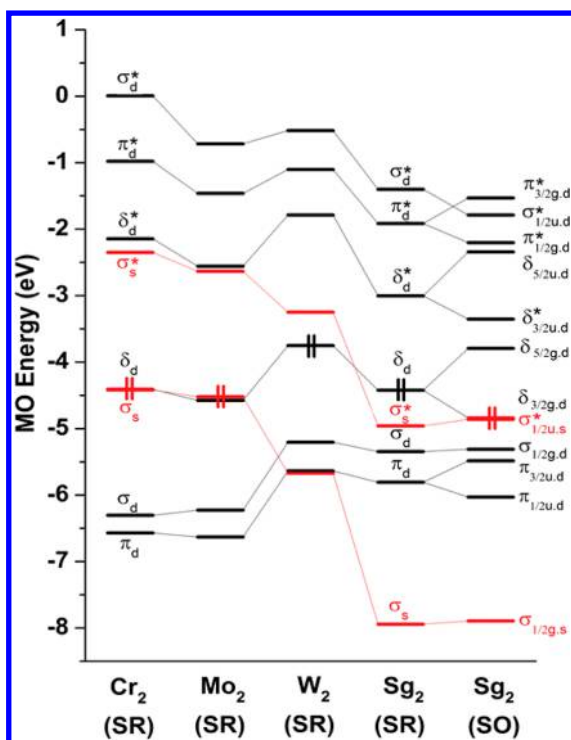 1
0
-1
-2
-3
-4
-5
-6
-7
-8
MO Energy (eV)
σ*d
π*d
δ*d
σ*s
δd
σs
σd
πd
σ*d
π*d
δ*d
δd
σ*s
σd
πd
σs
π*3/2g.d
σ*1/2u.d
π*1/2g.d
δ5/2u.d
δ*3/2u.d
δ5/2g.d
δ3/2g.d
σ*1/2u.s
σ1/2g.d
π3/2u.d
π1/2u.d
σ1/2g.s
Cr2 Mo2 W2 Sg2 Sg2
(SR) (SR) (SR) (SR) (SO)